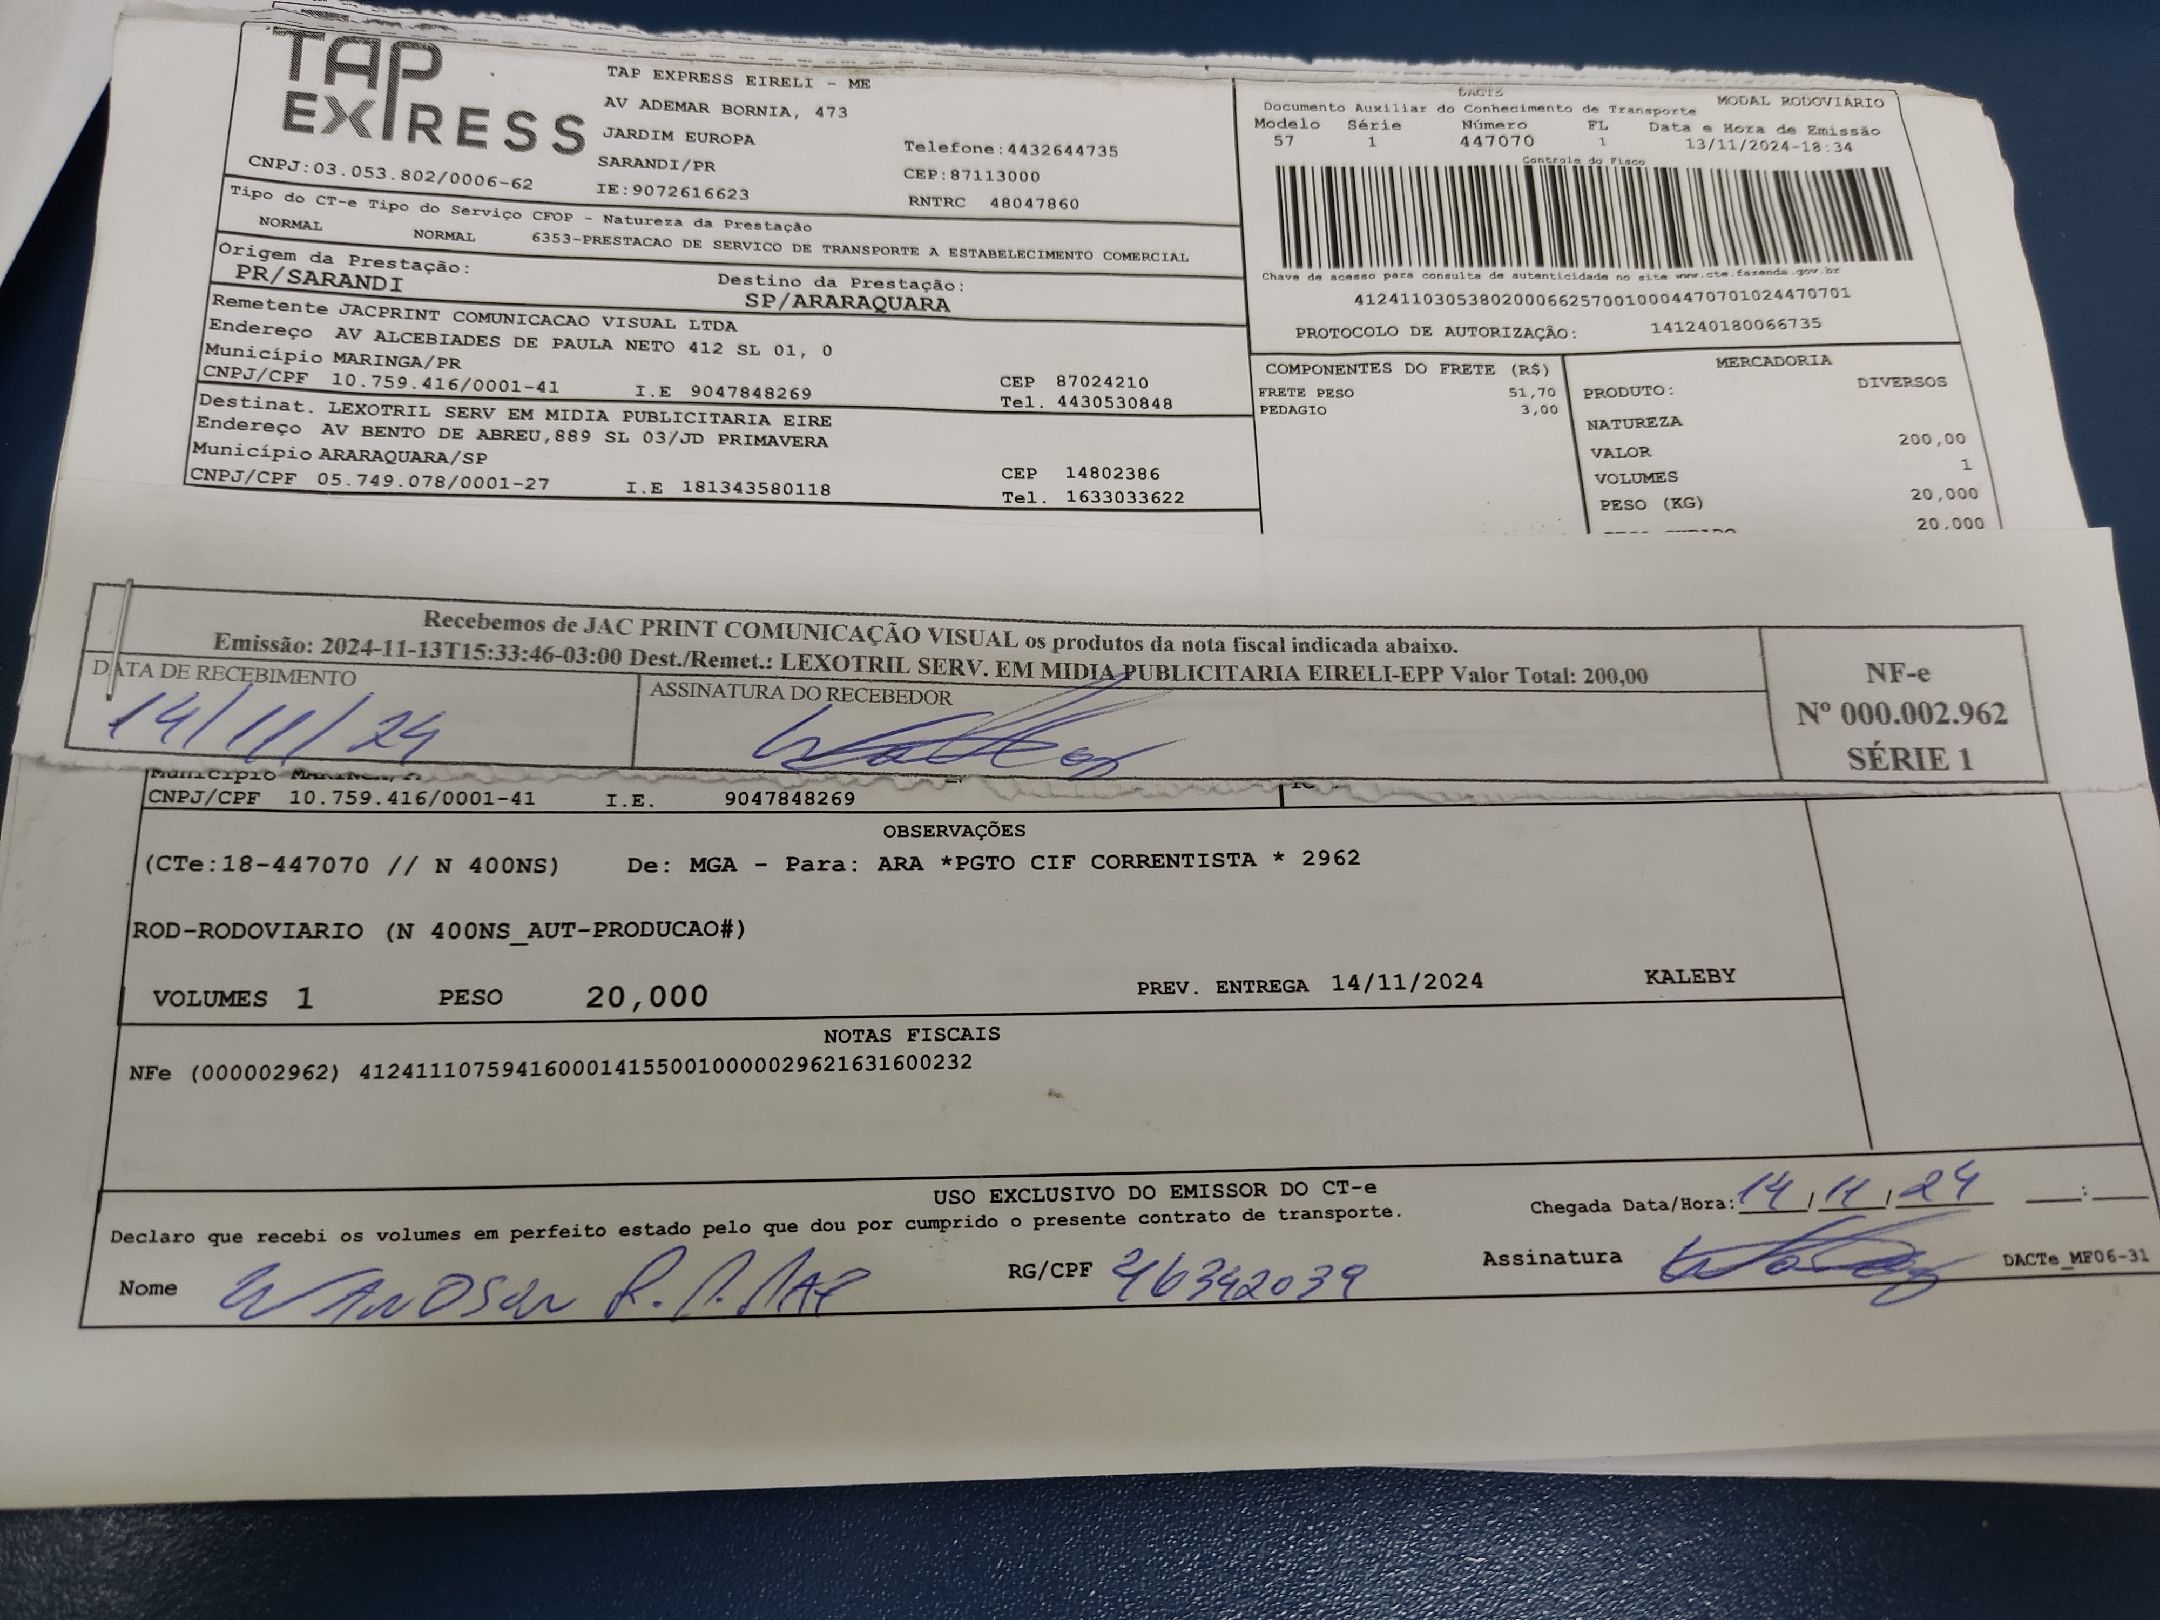 TAP
EXPRESS
CNPJ:03.053.802/0006-62
TAP EXPRESS EIRELI - ME
AV ADEMAR BORNIA, 473
JARDIM EUROPA
SARANDI/PR
IE:9072616623
Telefone:4432644735
CEP:87113000
RNTRC 48047860
Tipo do CT-e Tipo do Serviço CFOP - Natureza da Prestação
NORMAL NORMAL 6353-PRESTACAO DE SERVICO DE TRANSPORTE A ESTABELECIMENTO COMERCIAL
Origem da Prestação: Destino da Prestação:
PR/SARANDI SP/ARARAQUARA
Remetente JACPRINT COMUNICACAO VISUAL LTDA
Endereço AV ALCEBIADES DE PAULA NETO 412 SL 01, 0
Município MARINGA/PR CEP 87024210
CNPJ/CPF 10.759.416/0001-41 I.E 9047848269 Tel. 4430530848
Destinat. LEXOTRIL SERV EM MIDIA PUBLICITARIA EIRE
Endereço AV BENTO DE ABREU,889 SL 03/JD PRIMAVERA
Município ARARAQUARA/SP CEP 14802386
CNPJ/CPF 05.749.078/0001-27 I.E 181343580118 Tel. 1633033622
DACTE
Documento Auxiliar do Conhecimento de Transporte MODAL RODOVIÁRIO
Modelo Série Número FL Data e Hora de Emissão
57 1 447070 1 13/11/2024-18:34
Controle do Fisco
Chave de acesso para consulta de autenticidade no site www.cte.fazenda.gov.br
41241103053802000662570010004470701024470701
PROTOCOLO DE AUTORIZAÇÃO: 141240180066735
COMPONENTES DO FRETE (R$)
FRETE PESO 51,70
PEDAGIO 3,00
MERCADORIA
PRODUTO: DIVERSOS
NATUREZA
VALOR 200,00
VOLUMES 1
PESO (KG) 20,000
20,000
Recebemos de JAC PRINT COMUNICAÇÃO VISUAL os produtos da nota fiscal indicada abaixo.
Emissão: 2024-11-13T15:33:46-03:00 Dest./Remet.: LEXOTRIL SERV. EM MIDIA PUBLICITARIA EIRELI-EPP Valor Total: 200,00
DATA DE RECEBIMENTO ASSINATURA DO RECEBEDOR
14/11/24
NF-e
Nº 000.002.962
SÉRIE 1
Município
CNPJ/CPF 10.759.416/0001-41 I.E. 9047848269
OBSERVAÇÕES
(CTe:18-447070 // N 400NS) De: MGA - Para: ARA *PGTO CIF CORRENTISTA * 2962
ROD-RODOVIARIO (N 400NS_AUT-PRODUCAO#)
VOLUMES 1 PESO 20,000 PREV. ENTREGA 14/11/2024 KALEBY
NOTAS FISCAIS
NFe (000002962) 41241110759416000141550010000029621631600232
USO EXCLUSIVO DO EMISSOR DO CT-e
Declaro que recebi os volumes em perfeito estado pelo que dou por cumprido o presente contrato de transporte.
Chegada Data/Hora: 14/11/24 __:__
Nome RG/CPF 46342039 Assinatura DACTe_MF06-31